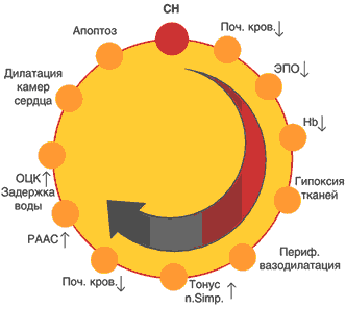 СН
Поч. кров.↓
ЭПО↓
Hb↓
Гипоксия
тканей
Периф.
вазодилатация
Тонус
n.Simp. ↑
Поч. кров.↓
РААС↑
ОЦК↑
Задержка
воды
Дилатация
камер
сердца
Апоптоз